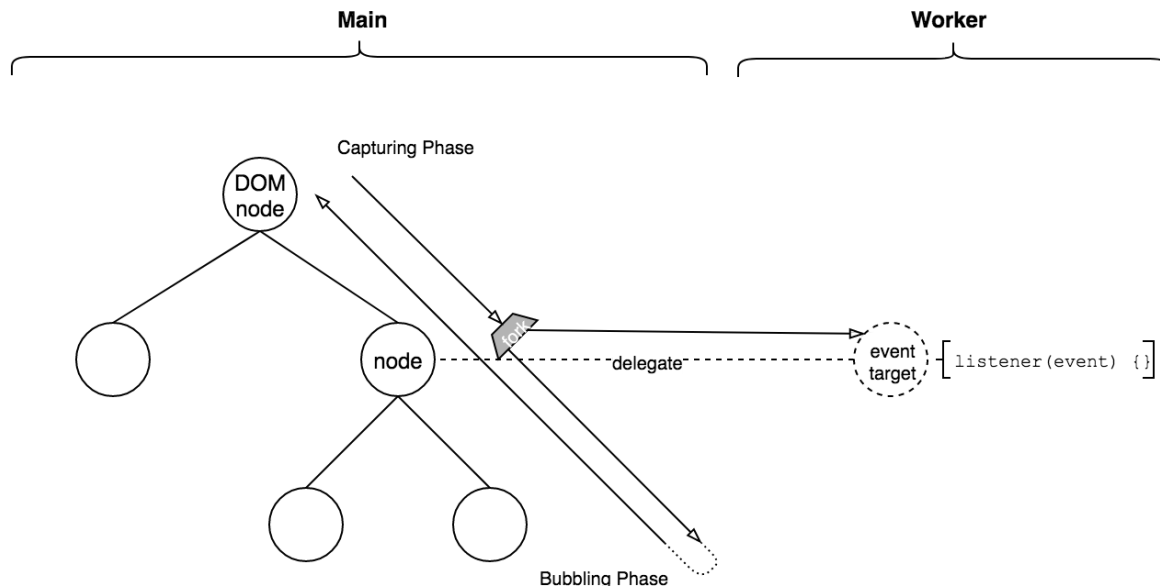 Main
Worker
Capturing Phase
DOM
node
fork
node
delegate
event
target
listener(event) {}
Bubbling Phase